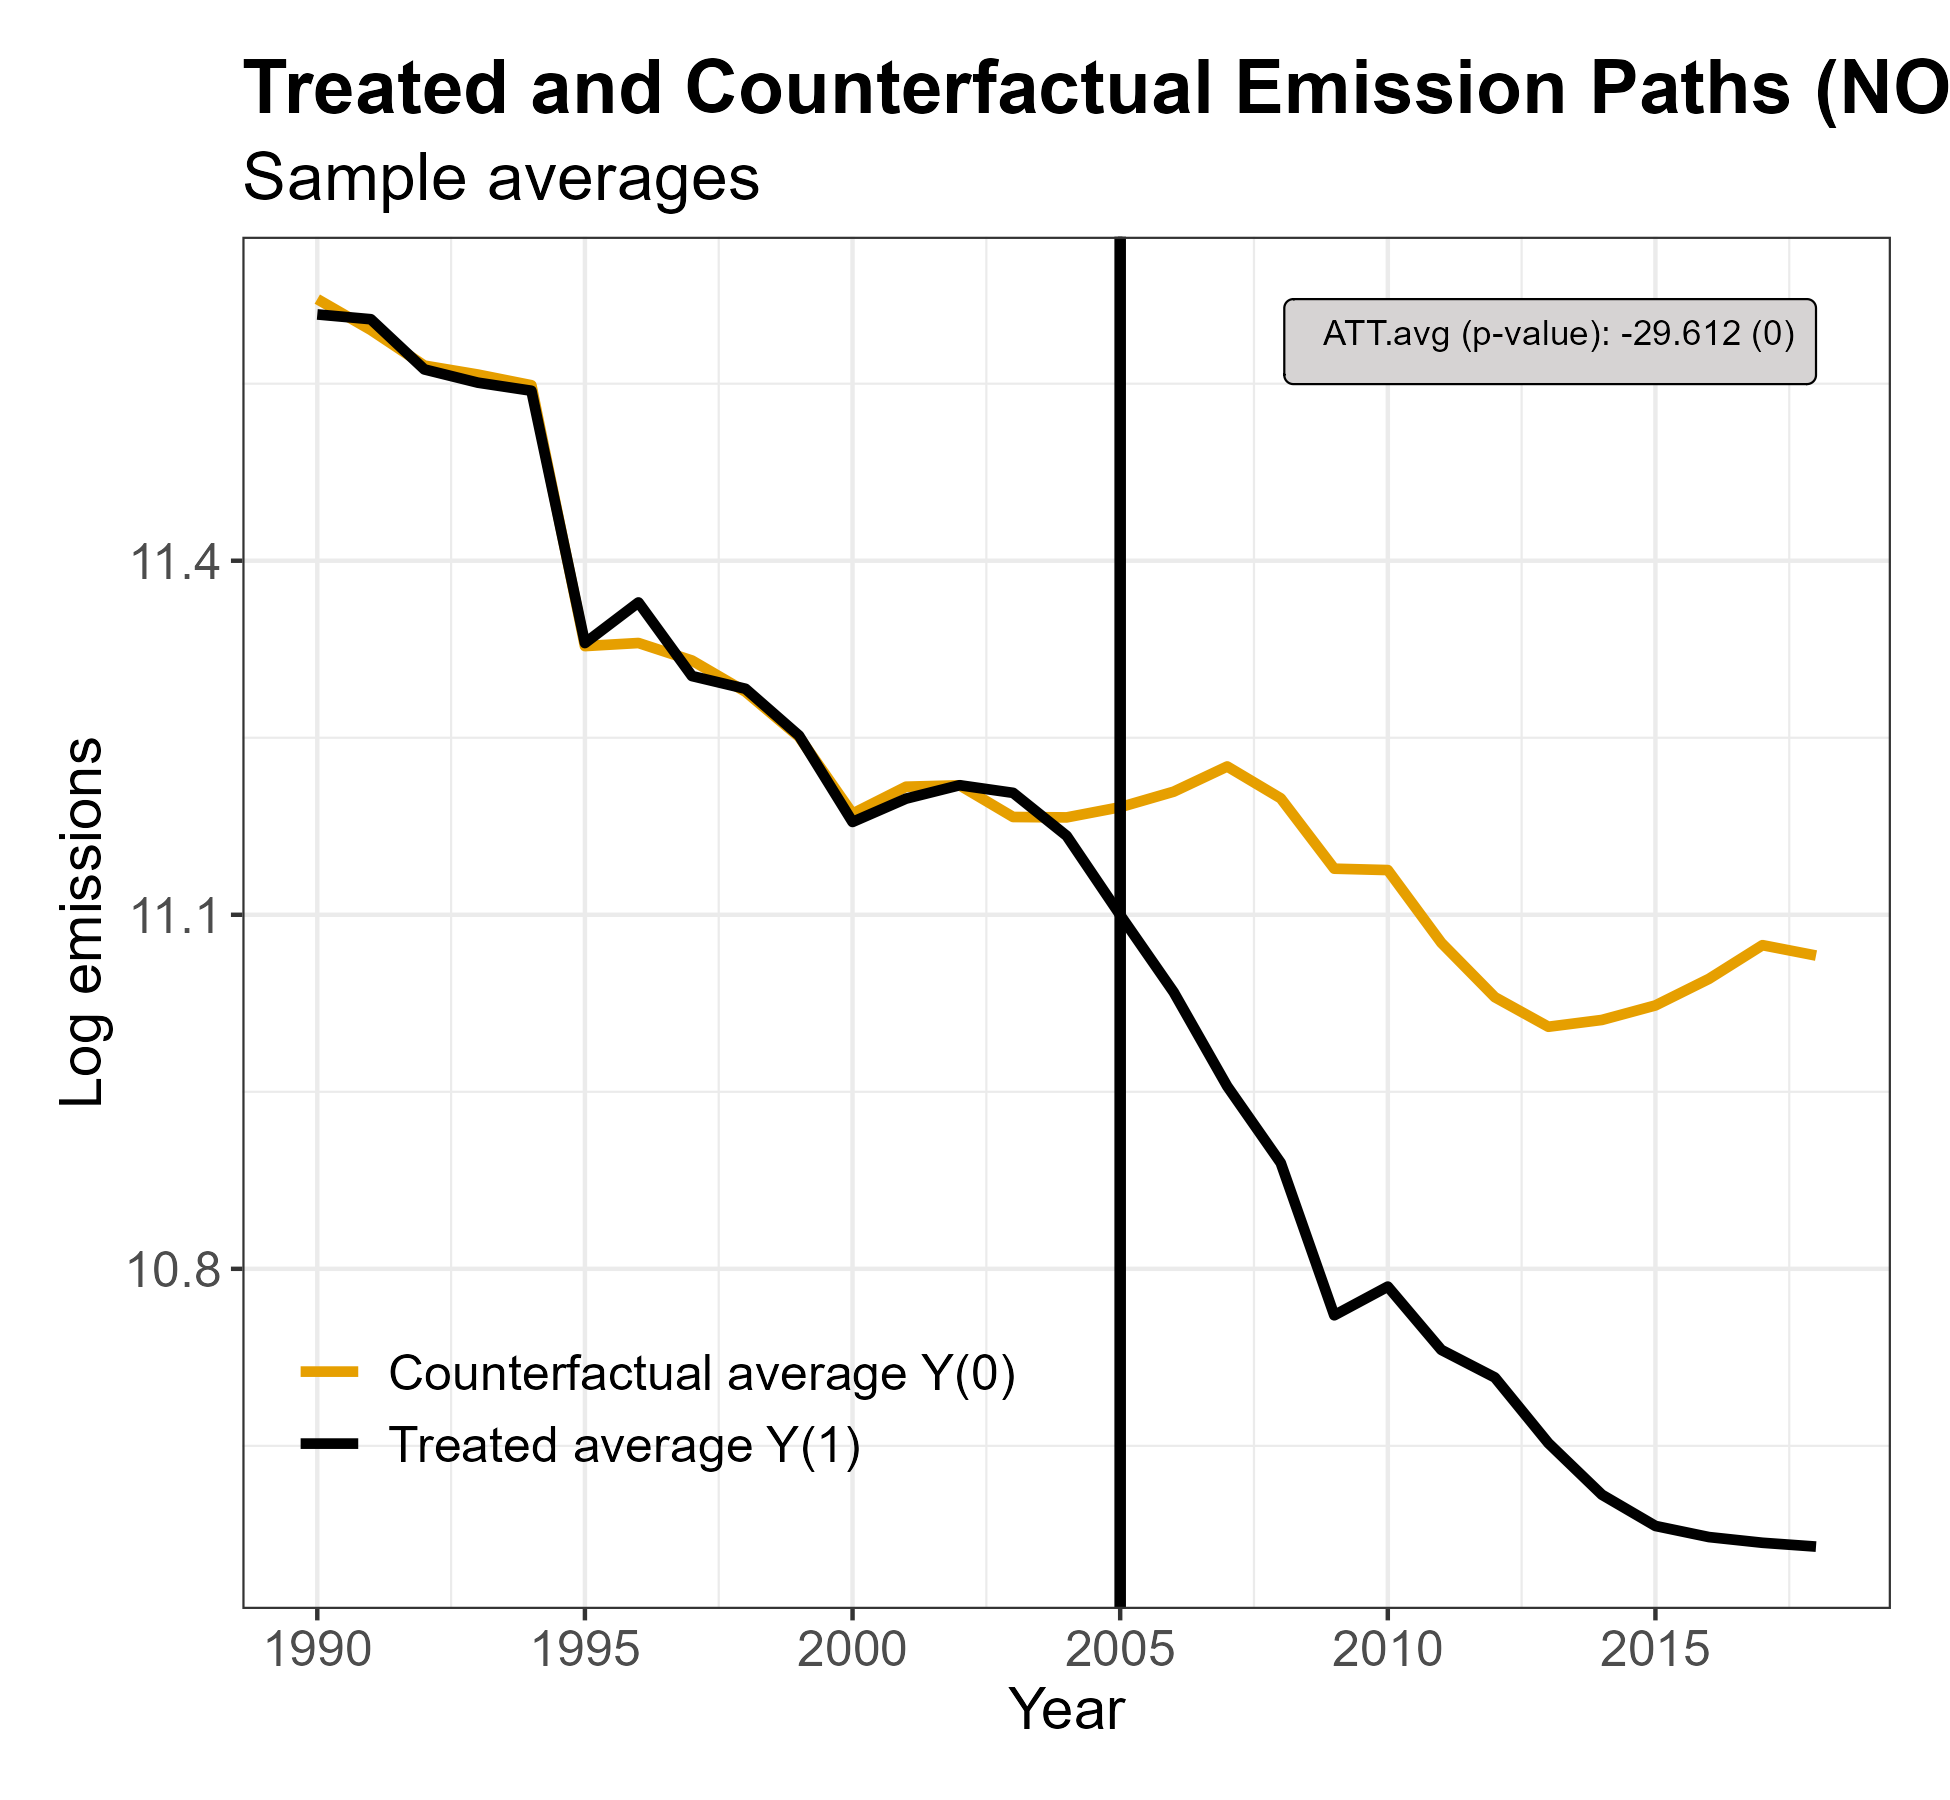 Treated and Counterfactual Emission Paths (NO
Sample averages
ATT.avg (p-value): -29.612 (0)
11.4
11.1
10.8
Log emissions
Counterfactual average Y(0)
Treated average Y(1)
1990 1995 2000 2005 2010 2015
Year